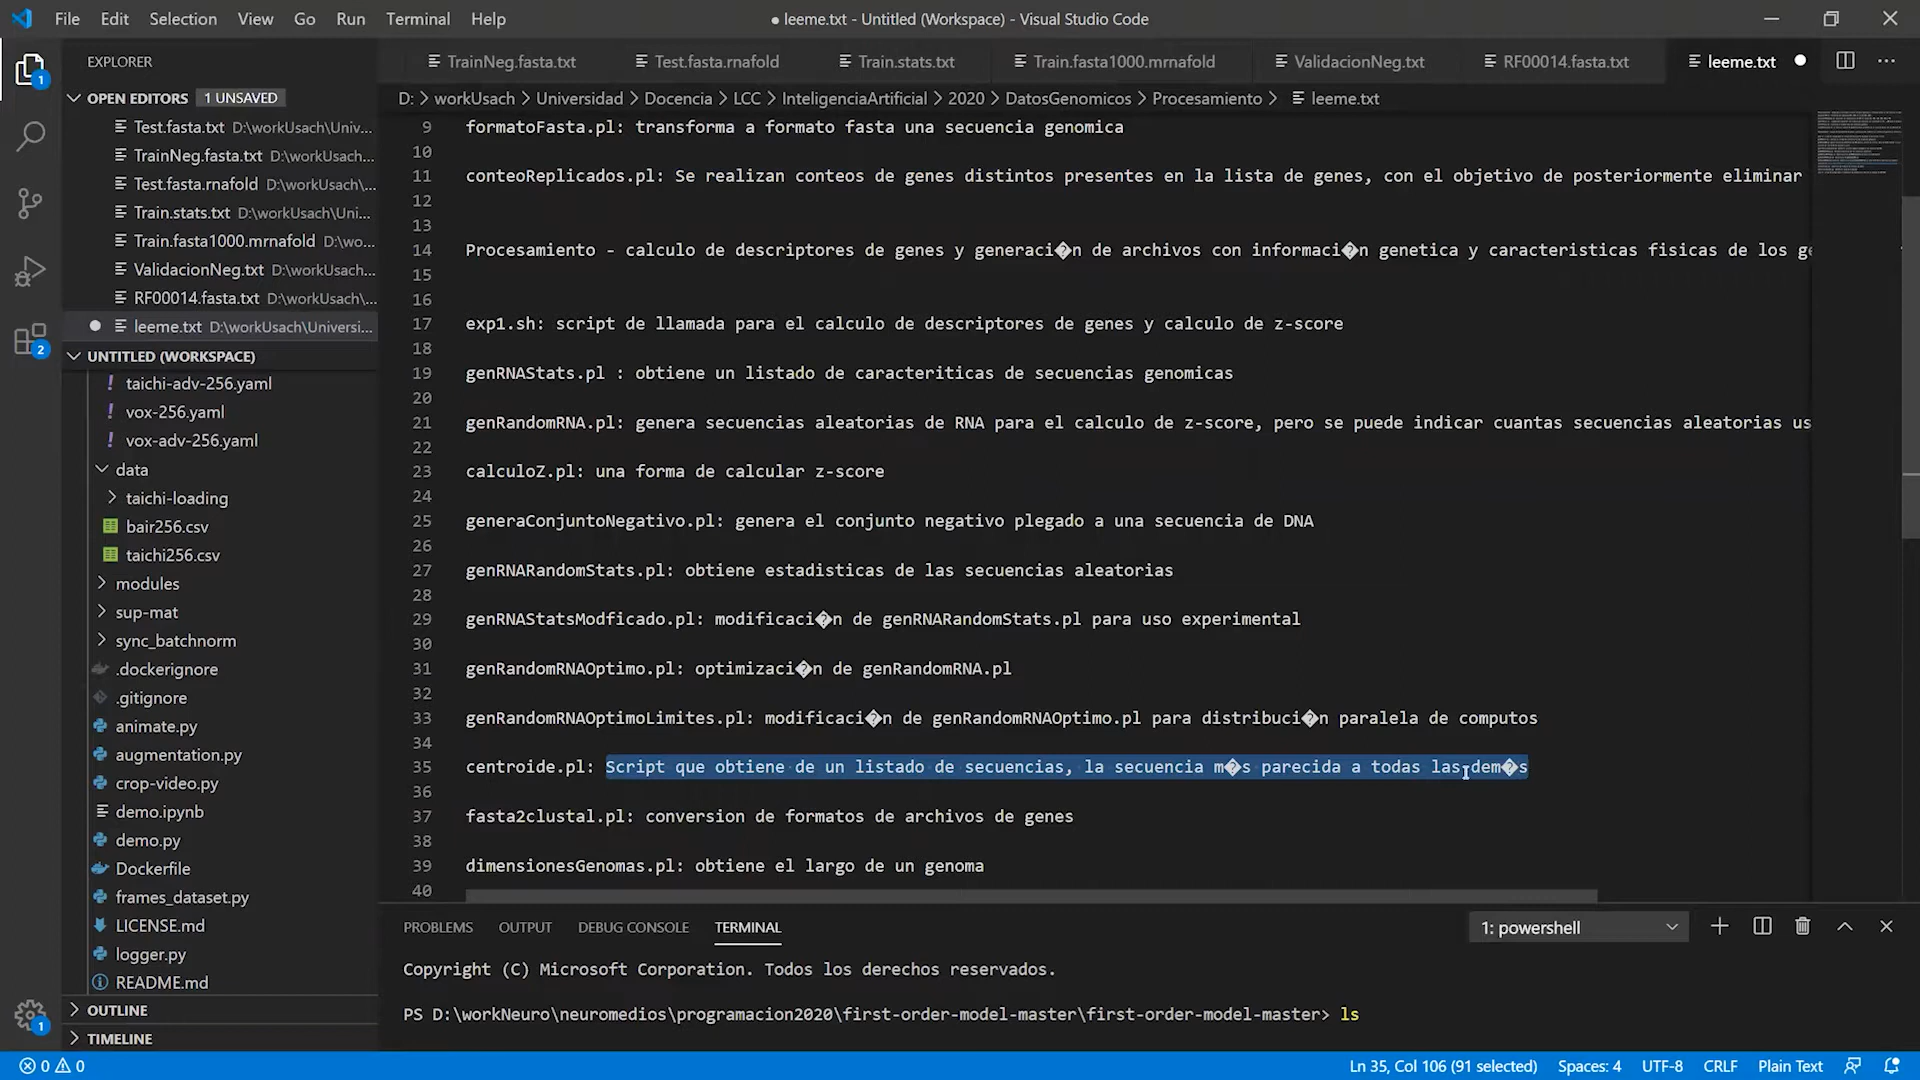 File Edit Selection View Go Run Terminal Help
● leeme.txt - Untitled (Workspace) - Visual Studio Code
EXPLORER
TrainNeg.fasta.txt Test.fasta.rnafold Train.stats.txt Train.fasta1000.mrnafold ValidacionNeg.txt RF00014.fasta.txt leeme.txt
OPEN EDITORS 1 UNSAVED
D: > workUsach > Universidad > Docencia > LCC > InteligenciaArtificial > 2020 > DatosGenomicos > Procesamiento > leeme.txt
Test.fasta.txt D:\workUsach\Univ...
TrainNeg.fasta.txt D:\workUsach...
Test.fasta.rnafold D:\workUsach\...
Train.stats.txt D:\workUsach\Uni...
Train.fasta1000.mrnafold D:\wo...
ValidacionNeg.txt D:\workUsach...
RF00014.fasta.txt D:\workUsach\...
leeme.txt D:\workUsach\Universi...
UNTITLED (WORKSPACE)
taichi-adv-256.yaml
vox-256.yaml
vox-adv-256.yaml
data
taichi-loading
bair256.csv
taichi256.csv
modules
sup-mat
sync_batchnorm
.dockerignore
.gitignore
animate.py
augmentation.py
crop-video.py
demo.ipynb
demo.py
Dockerfile
frames_dataset.py
LICENSE.md
logger.py
README.md
OUTLINE
TIMELINE
9 formatoFasta.pl: transforma a formato fasta una secuencia genomica
10
11 conteoReplicados.pl: Se realizan conteos de genes distintos presentes en la lista de genes, con el objetivo de posteriormente eliminar
12
13
14 Procesamiento - calculo de descriptores de genes y generaci�n de archivos con informaci�n genetica y caracteristicas fisicas de los ge
15
16
17 exp1.sh: script de llamada para el calculo de descriptores de genes y calculo de z-score
18
19 genRNAStats.pl : obtiene un listado de caracteriticas de secuencias genomicas
20
21 genRandomRNA.pl: genera secuencias aleatorias de RNA para el calculo de z-score, pero se puede indicar cuantas secuencias aleatorias us
22
23 calculoZ.pl: una forma de calcular z-score
24
25 generaConjuntoNegativo.pl: genera el conjunto negativo plegado a una secuencia de DNA
26
27 genRNARandomStats.pl: obtiene estadisticas de las secuencias aleatorias
28
29 genRNAStatsModficado.pl: modificaci�n de genRNARandomStats.pl para uso experimental
30
31 genRandomRNAOptimo.pl: optimizaci�n de genRandomRNA.pl
32
33 genRandomRNAOptimoLimites.pl: modificaci�n de genRandomRNAOptimo.pl para distribuci�n paralela de computos
34
35 centroide.pl: Script que obtiene de un listado de secuencias, la secuencia m�s parecida a todas las dem�s
36
37 fasta2clustal.pl: conversion de formatos de archivos de genes
38
39 dimensionesGenomas.pl: obtiene el largo de un genoma
40
PROBLEMS OUTPUT DEBUG CONSOLE TERMINAL 1: powershell
Copyright (C) Microsoft Corporation. Todos los derechos reservados.
PS D:\workNeuro\neuromedios\programacion2020\first-order-model-master\first-order-model-master> ls
1
2
1
0 0
Ln 35, Col 106 (91 selected) Spaces: 4 UTF-8 CRLF Plain Text